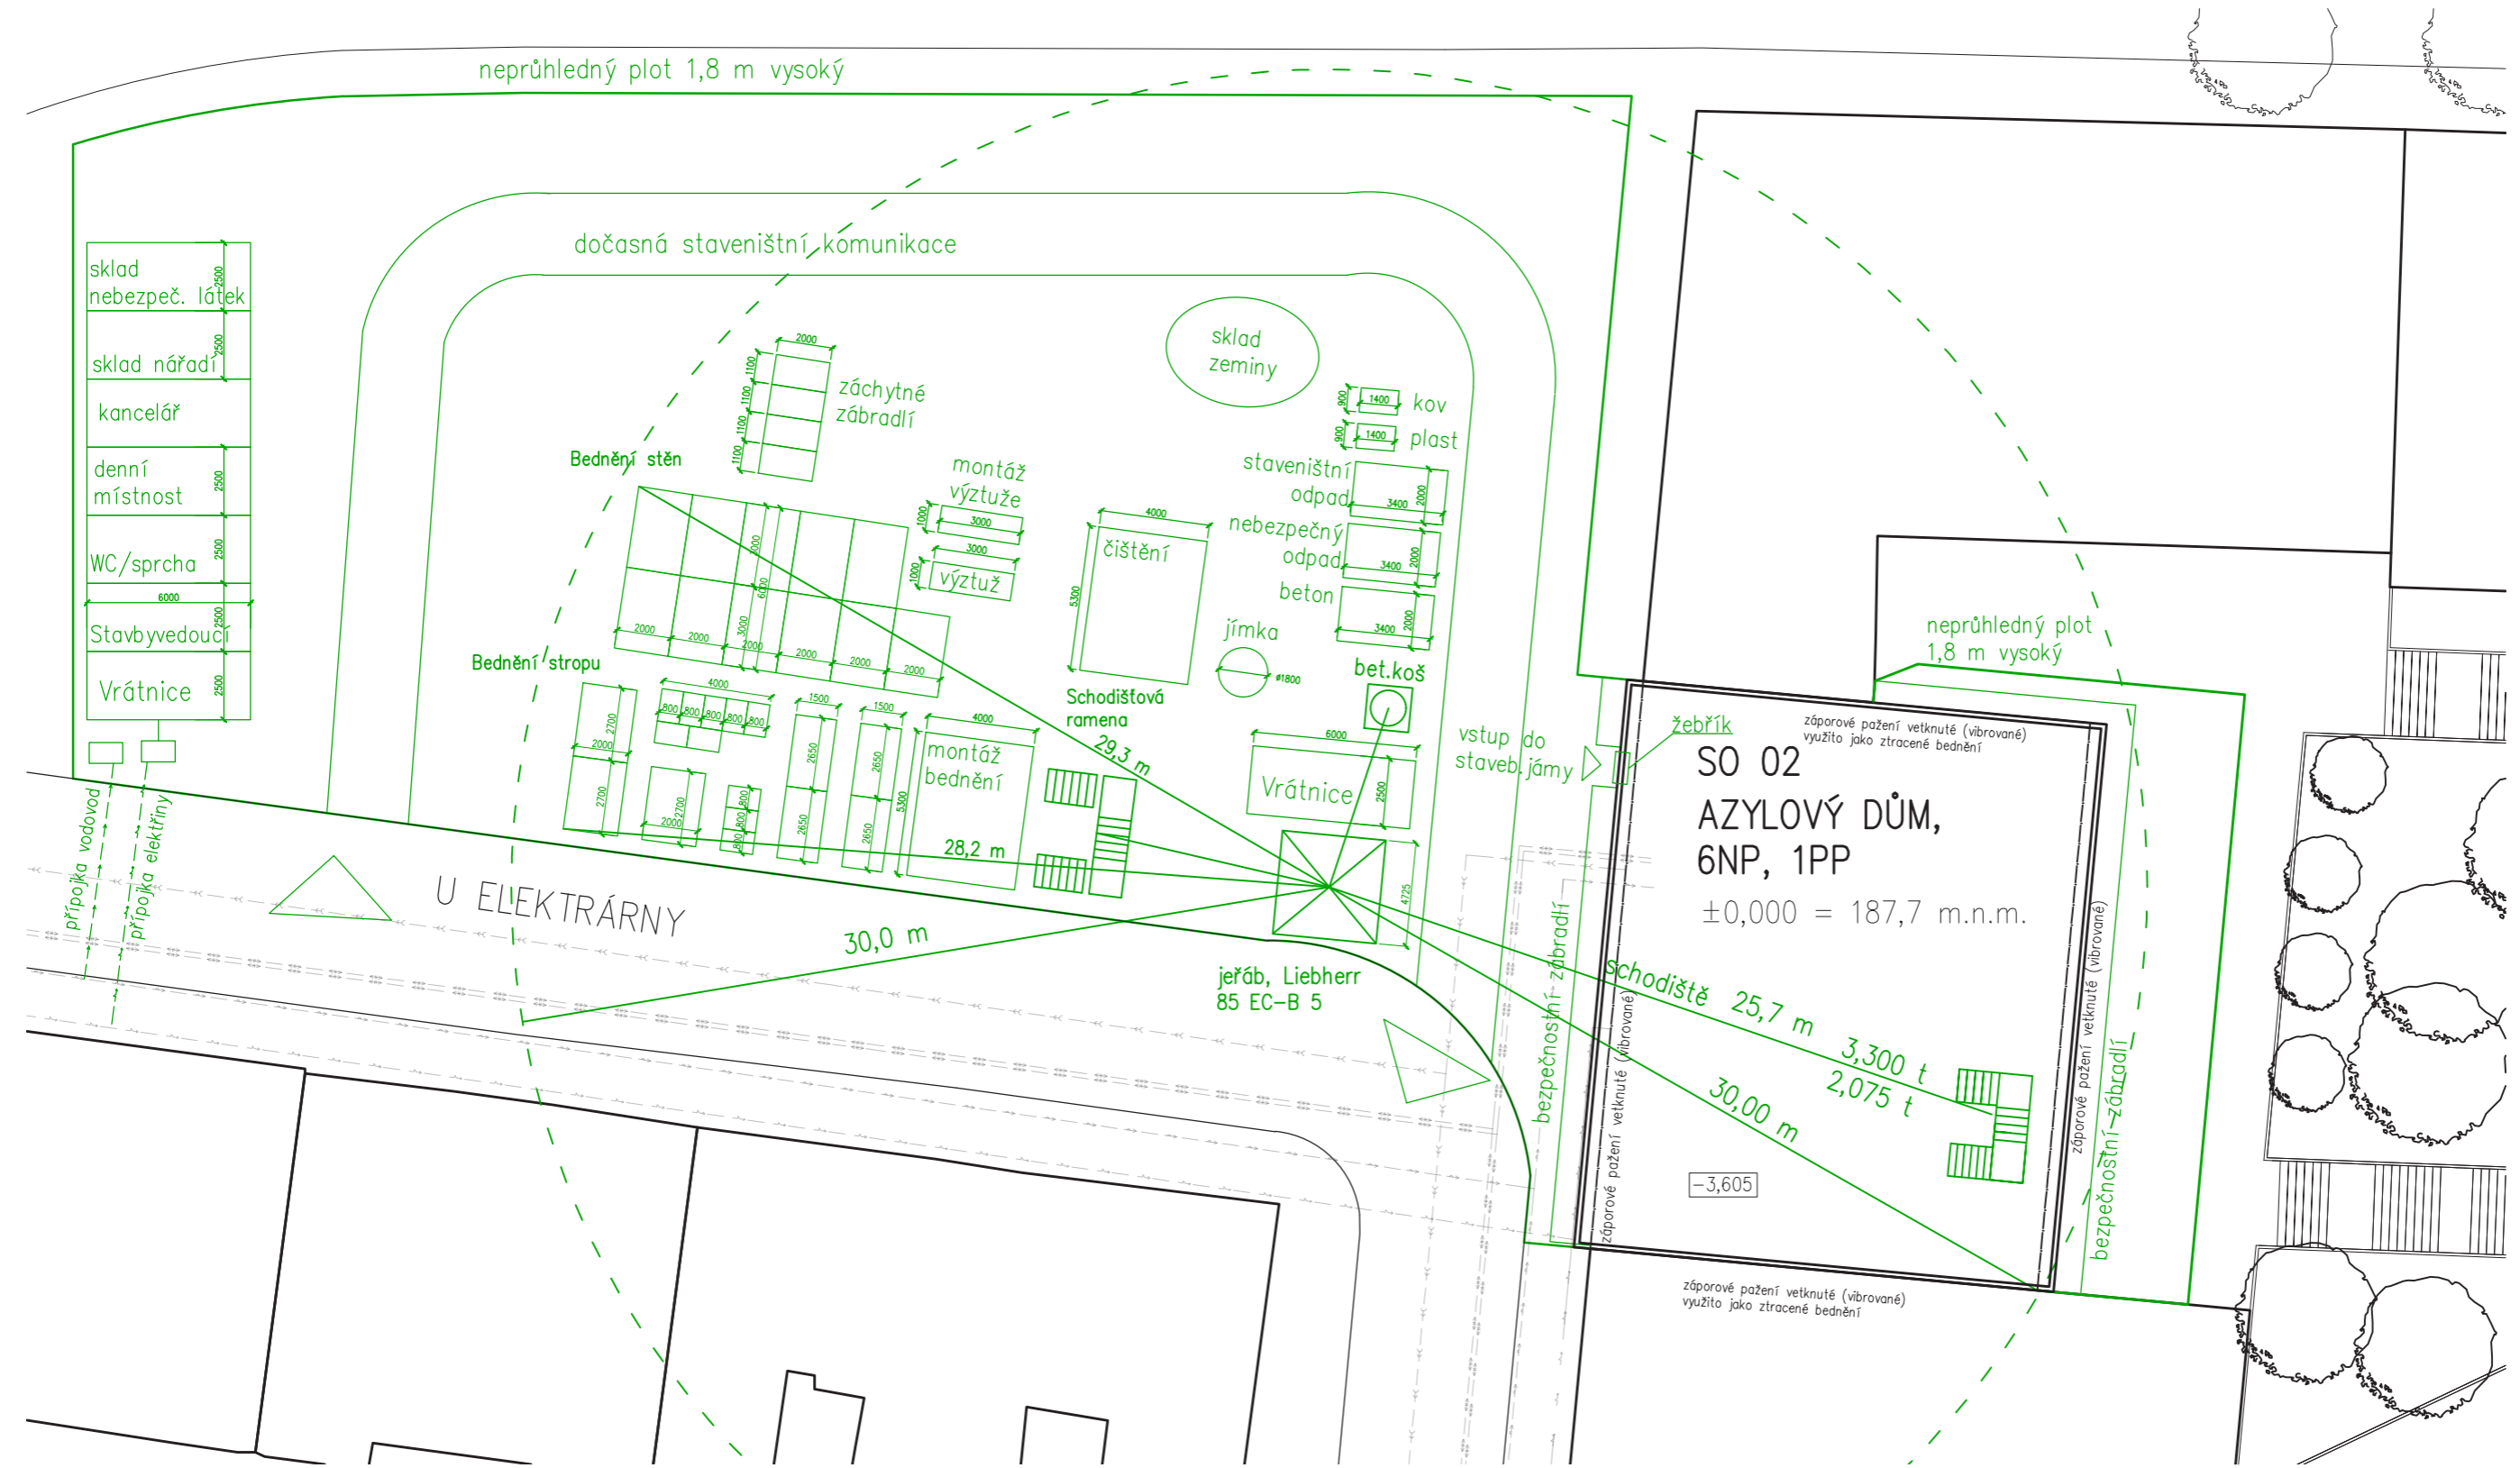 neprůhledný plot 1,8 m vysoký
dočasná staveništní komunikace
sklad
nebezpeč. látek
2500
sklad nářadí
2500
kancelář
denní
místnost
2500
WC/sprcha
2500
6000
Stavbyvedoucí
2500
Vrátnice
2500
přípojka vodovod
přípojka elektřiny
U ELEKTRÁRNY
2000
1100
1100
1100
1100
záchytné
zábradlí
sklad
zeminy
Bednění stěn
3000
6000
3000
2000
2000
2000
2000
2000
2000
montáž
výztuže
1000
3000
3000
1000
výztuž
4000
čištění
5300
900
1400
kov
900
1400
plast
staveništní
odpad
3400
2000
nebezpečný
odpad
3400
2000
beton
3400
2000
jímka
ø1800
bet.koš
Bednění stropu
2700
2000
2700
4000
800
800
800
800
800
2700
2000
800
800
800
1500
2650
2650
1500
2650
2650
5300
4000
montáž
bednění
Schodišťová
ramena
29,3 m
28,2 m
30,0 m
6000
Vrátnice
2500
4725
jeřáb, Liebherr
85 EC-B 5
vstup do
staveb.jámy
žebřík
záporové pažení vetknuté (vibrované)
využito jako ztracené bednění
SO 02
AZYLOVÝ DŮM,
6NP, 1PP
±0,000 = 187,7 m.n.m.
neprůhledný plot
1,8 m vysoký
bezpečnostní zábradlí
záporové pažení vetknuté (vibrované)
Schodiště 25,7 m 3,300 t
2,075 t
30,00 m
-3,605
záporové pažení vetknuté (vibrované)
bezpečnostní zábradlí
záporové pažení vetknuté (vibrované)
využito jako ztracené bednění